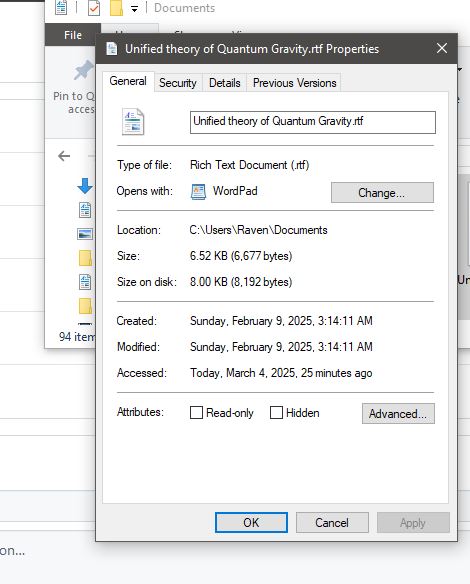 Documents
File
Unified theory of Quantum Gravity.rtf Properties
General Security Details Previous Versions
Pin to Q
acces
Unified theory of Quantum Gravity.rtf
Type of file: Rich Text Document (.rtf)
Opens with: WordPad Change...
Location: C:\Users\Raven\Documents
Size: 6.52 KB (6,677 bytes)
Size on disk: 8.00 KB (8,192 bytes)
Un
Created: Sunday, February 9, 2025, 3:14:11 AM
Modified: Sunday, February 9, 2025, 3:14:11 AM
94 item
Accessed: Today, March 4, 2025, 25 minutes ago
Attributes: Read-only Hidden Advanced...
OK Cancel Apply
on...